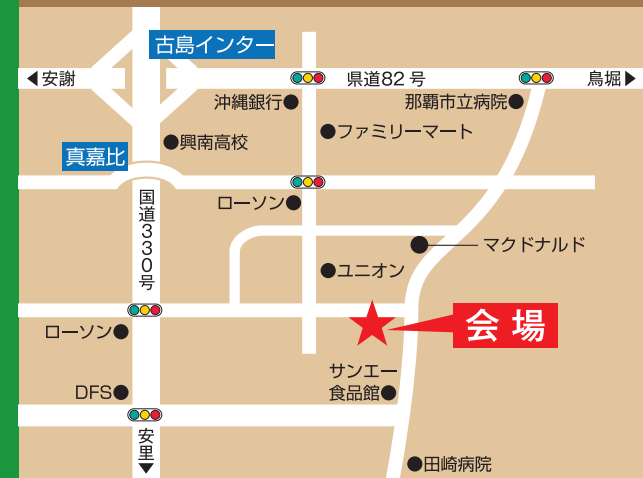 古島インター
安謝
県道82号
鳥堀
沖縄銀行
那覇市立病院
ファミリーマート
興南高校
真嘉比
国道330号
ローソン
マクドナルド
ユニオン
会場
ローソン
サンエー
食品館
DFS
安里
田崎病院